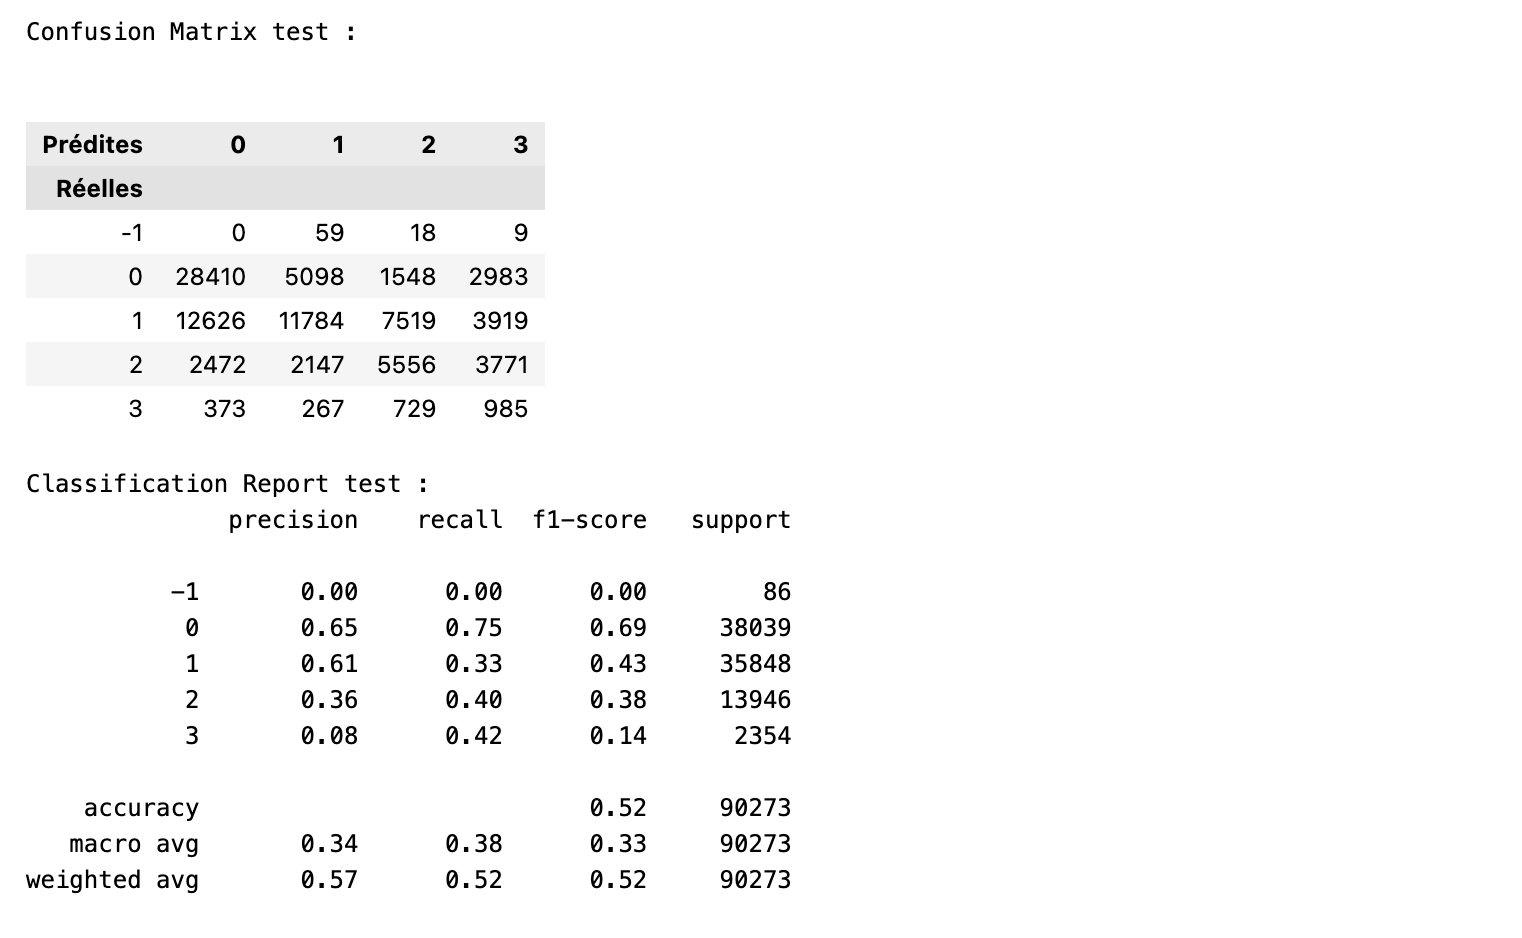 Confusion Matrix test :
Prédites 0 1 2 3
Réelles
-1 0 59 18 9
0 28410 5098 1548 2983
1 12626 11784 7519 3919
2 2472 2147 5556 3771
3 373 267 729 985
Classification Report test :
precision recall f1-score support
-1 0.00 0.00 0.00 86
0 0.65 0.75 0.69 38039
1 0.61 0.33 0.43 35848
2 0.36 0.40 0.38 13946
3 0.08 0.42 0.14 2354
accuracy 0.52 90273
macro avg 0.34 0.38 0.33 90273
weighted avg 0.57 0.52 0.52 90273